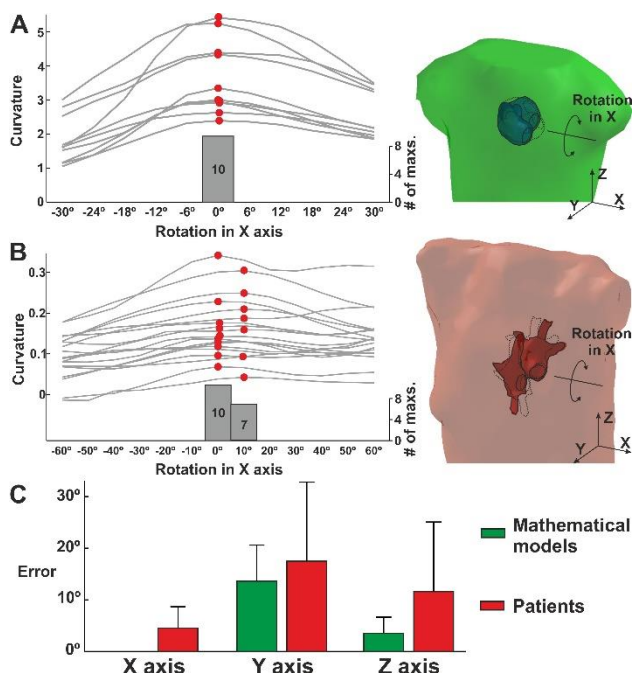 A
Curvature
5
4
3
2
1
0
10
8
4
0
# of maxs.
-30º -24º -18º -12º -6º 0º 6º 12º 18º 24º 30º
Rotation in X axis
Rotation
in X
Z
Y
X
B
Curvature
0.3
0.2
0.1
0
10
7
8
4
0
# of maxs.
-60º -50º -40º -30º -20º -10º 0º 10º 20º 30º 40º 50º 60º
Rotation in X axis
Rotation
in X
Z
Y
X
C
Error
30º
20º
10º
0º
X axis Y axis Z axis
Mathematical
models
Patients